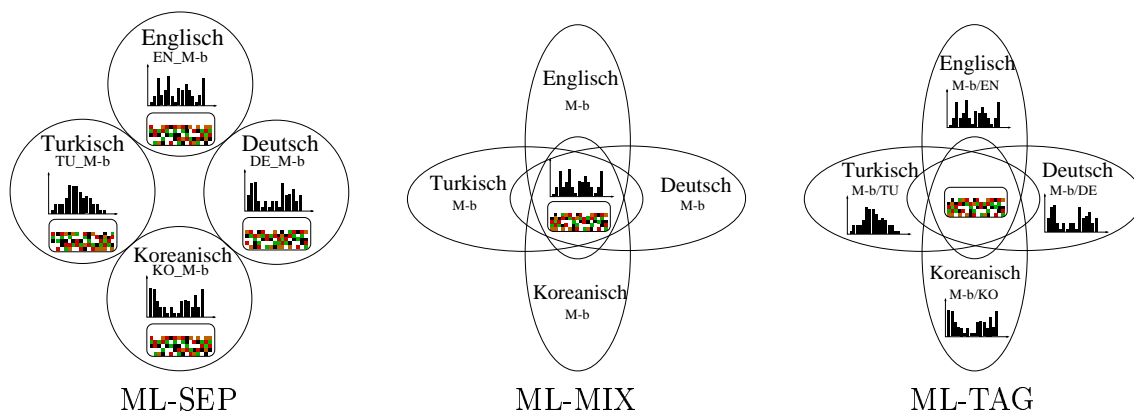 Englisch
EN_M-b
Turkisch
TU_M-b
Deutsch
DE_M-b
Koreanisch
KO_M-b
ML-SEP
Englisch
M-b
Turkisch
M-b
Deutsch
M-b
Koreanisch
M-b
ML-MIX
Englisch
M-b/EN
Turkisch
M-b/TU
Deutsch
M-b/DE
Koreanisch
M-b/KO
ML-TAG